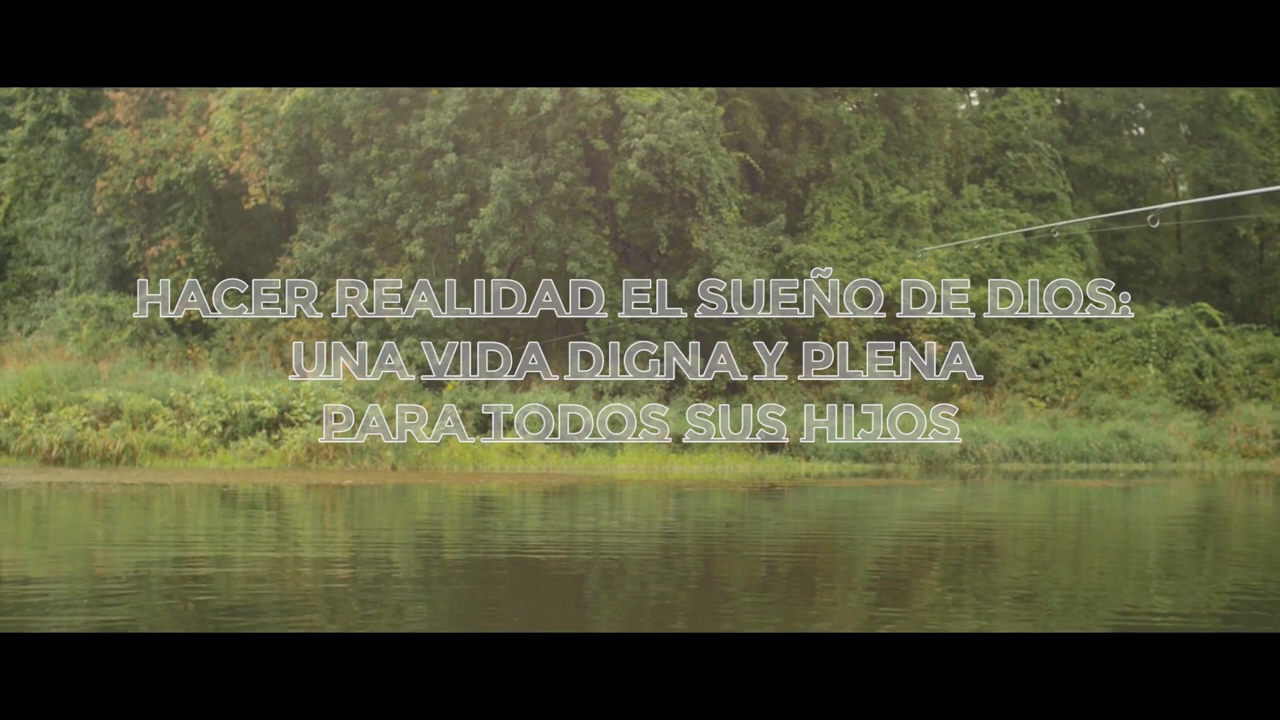 HACER REALIDAD EL SUEÑO DE DIOS:
UNA VIDA DIGNA Y PLENA
PARA TODOS SUS HIJOS